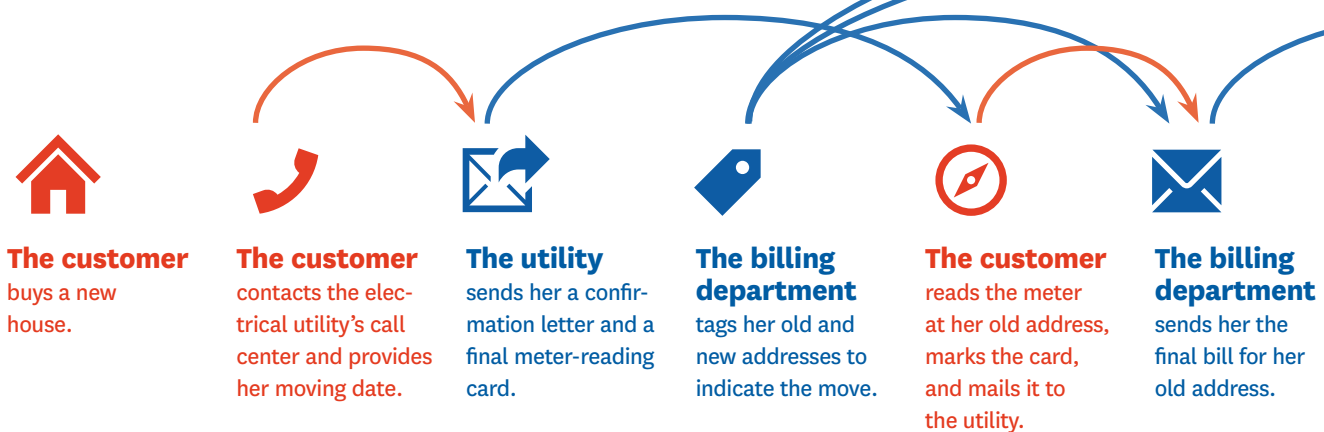 The customer
buys a new
house.
The customer
contacts the elec-
trical utility’s call
center and provides
her moving date.
The utility
sends her a confir-
mation letter and a
final meter-reading
card.
The billing
department
tags her old and
new addresses to
indicate the move.
The customer
reads the meter
at her old address,
marks the card,
and mails it to
the utility.
The billing
department
sends her the
final bill for her
old address.